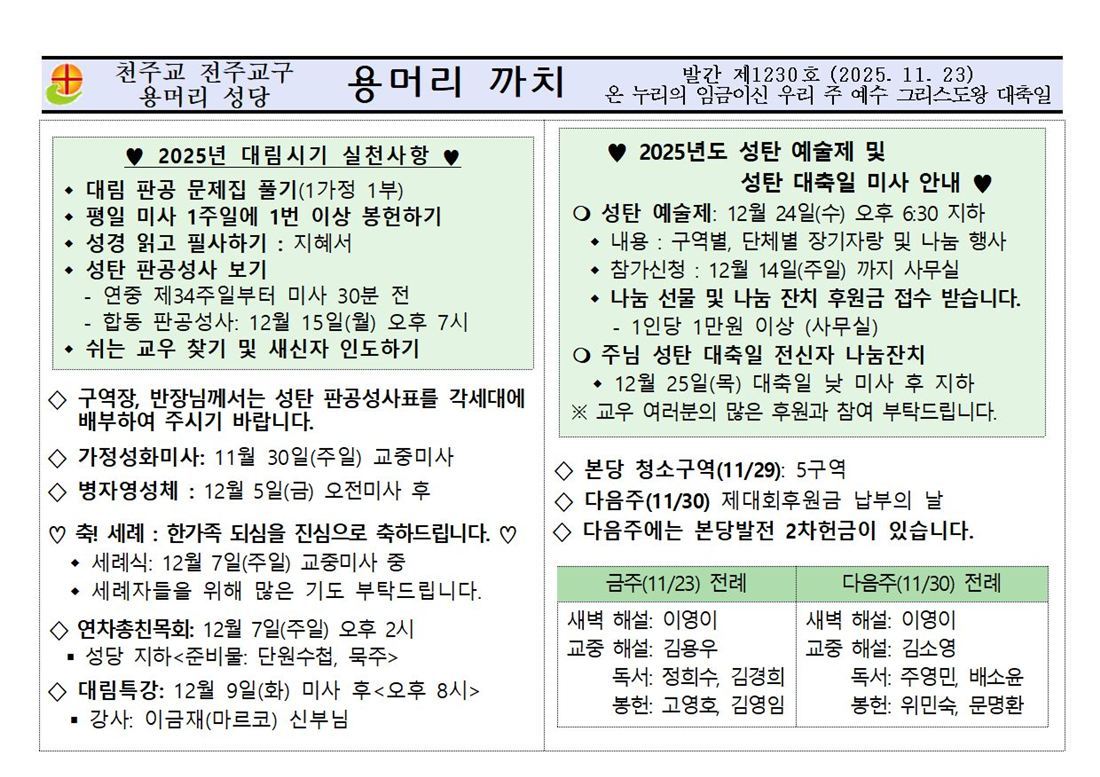 천주교 전주교구
용머리 성당
용머리 까치
발간 제1230호 (2025. 11. 23)
온 누리의 임금이신 우리 주 예수 그리스도왕 대축일
♥ 2025년 대림시기 실천사항 ♥
◆ 대림 판공 문제집 풀기(1가정 1부)
◆ 평일 미사 1주일에 1번 이상 봉헌하기
◆ 성경 읽고 필사하기 : 지혜서
◆ 성탄 판공성사 보기
- 연중 제34주일부터 미사 30분 전
- 합동 판공성사: 12월 15일(월) 오후 7시
◆ 쉬는 교우 찾기 및 새신자 인도하기
◇ 구역장, 반장님께서는 성탄 판공성사표를 각세대에
배부하여 주시기 바랍니다.
◇ 가정성화미사: 11월 30일(주일) 교중미사
◇ 병자영성체 : 12월 5일(금) 오전미사 후
♡ 축! 세례 : 한가족 되심을 진심으로 축하드립니다. ♡
◆ 세례식: 12월 7일(주일) 교중미사 중
◆ 세례자들을 위해 많은 기도 부탁드립니다.
◇ 연차총친목회: 12월 7일(주일) 오후 2시
▪ 성당 지하<준비물: 단원수첩, 묵주>
◇ 대림특강: 12월 9일(화) 미사 후<오후 8시>
▪ 강사: 이금재(마르코) 신부님
♥ 2025년도 성탄 예술제 및
성탄 대축일 미사 안내 ♥
❍ 성탄 예술제: 12월 24일(수) 오후 6:30 지하
◆ 내용 : 구역별, 단체별 장기자랑 및 나눔 행사
◆ 참가신청 : 12월 14일(주일) 까지 사무실
◆ 나눔 선물 및 나눔 잔치 후원금 접수 받습니다.
- 1인당 1만원 이상 (사무실)
❍ 주님 성탄 대축일 전신자 나눔잔치
◆ 12월 25일(목) 대축일 낮 미사 후 지하
※ 교우 여러분의 많은 후원과 참여 부탁드립니다.
◇ 본당 청소구역(11/29): 5구역
◇ 다음주(11/30) 제대회후원금 납부의 날
◇ 다음주에는 본당발전 2차헌금이 있습니다.
금주(11/23) 전례
새벽 해설: 이영이
교중 해설: 김용우
독서: 정희수, 김경희
봉헌: 고영호, 김영임
다음주(11/30) 전례
새벽 해설: 이영이
교중 해설: 김소영
독서: 주영민, 배소윤
봉헌: 위민숙, 문명환